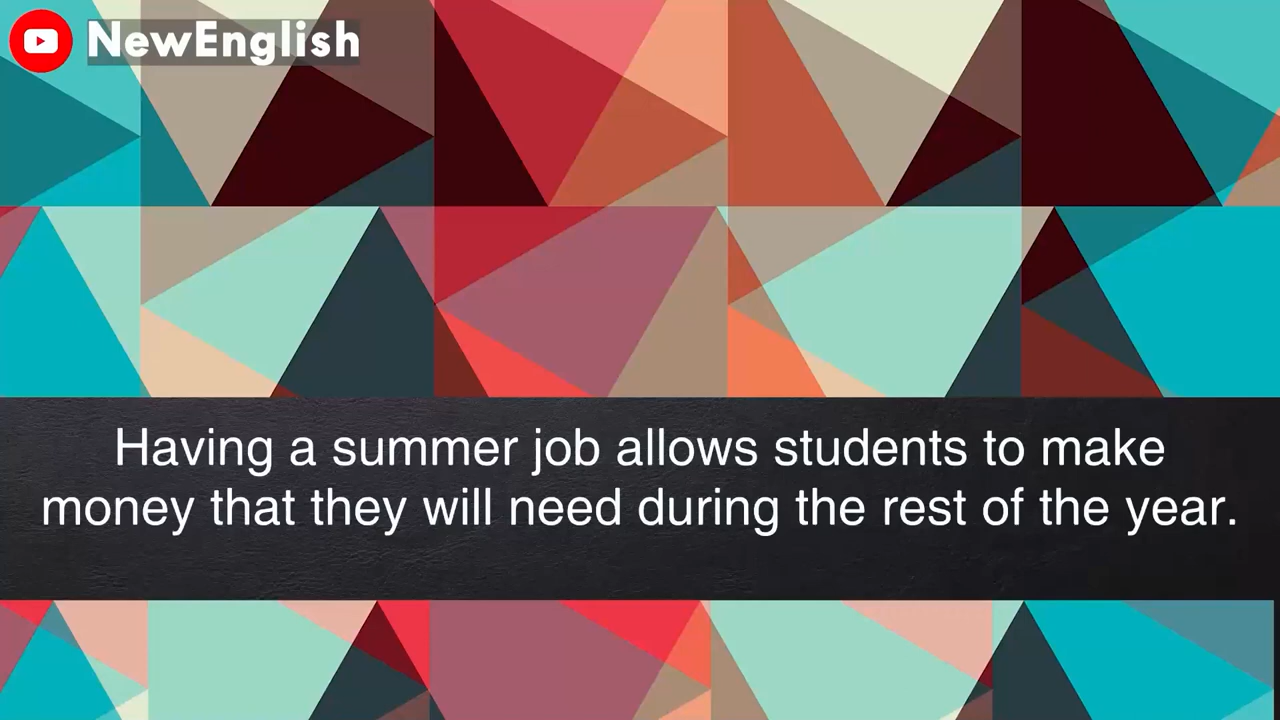 NewEnglish
Having a summer job allows students to make
money that they will need during the rest of the year.